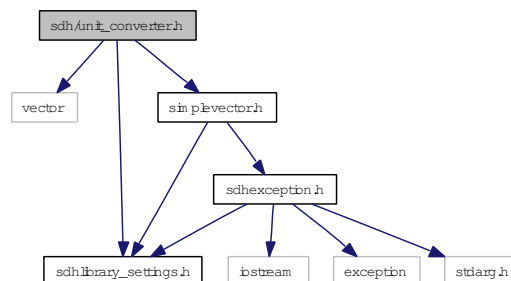 sdh/unit_converter.h
vector
simplevector.h
sdhexception.h
sdhlibrary_settings.h
iostream
exception
stdarg.h